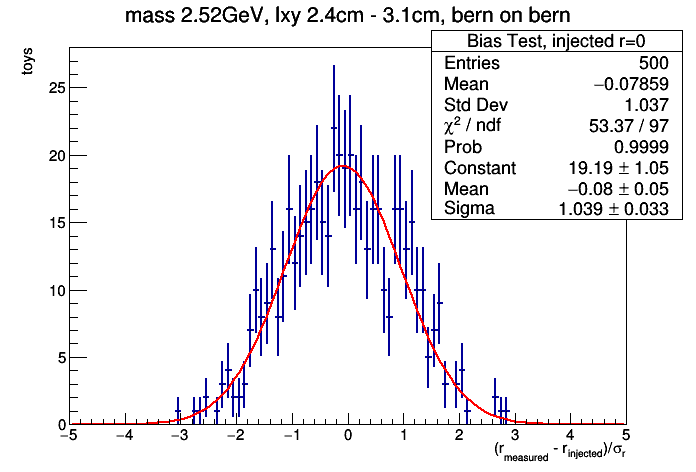 mass 2.52GeV, lxy 2.4cm - 3.1cm, bern on bern
toys
Bias Test, injected r=0
Entries 500
Mean −0.07859
Std Dev 1.037
χ² / ndf 53.37 / 97
Prob 0.9999
Constant 19.19 ± 1.05
Mean −0.08 ± 0.05
Sigma 1.039 ± 0.033
25
20
15
10
5
0
−5 −4 −3 −2 −1 0 1 2 3 4 5
(r_measured - r_injected)/σ_r